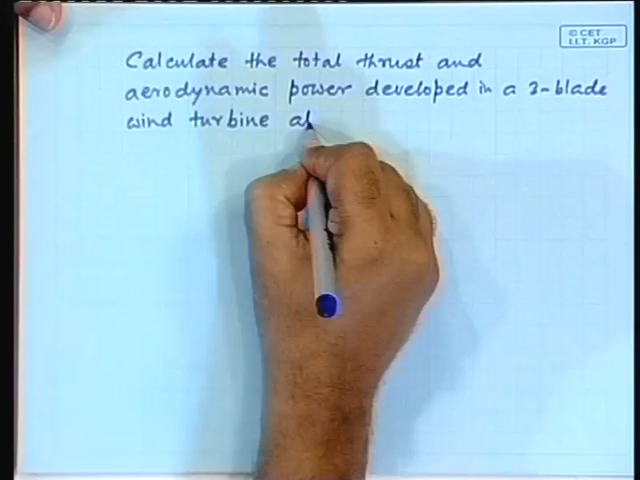 © CET
I.I.T. KGP
Calculate the total thrust and
aerodynamic power developed in a 3-blade
wind turbine